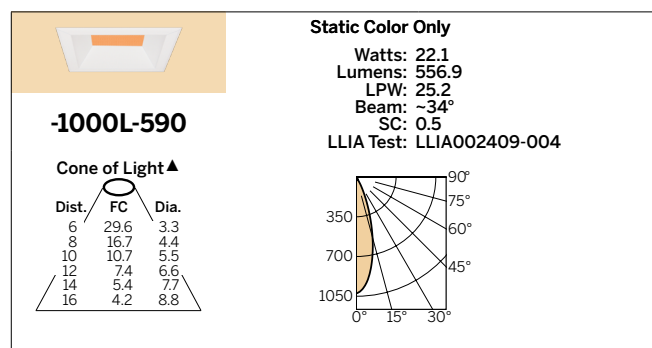 Static Color Only
Watts: 22.1
Lumens: 556.9
LPW: 25.2
Beam: ~34°
SC: 0.5
LLIA Test: LLIA002409-004
-1000L-590
Cone of Light▲
Dist. FC Dia.
6 29.6 3.3
8 16.7 4.4
10 10.7 5.5
12 7.4 6.6
14 5.4 7.7
16 4.2 8.8
90°
75°
350
60°
700
45°
1050
0° 15° 30°